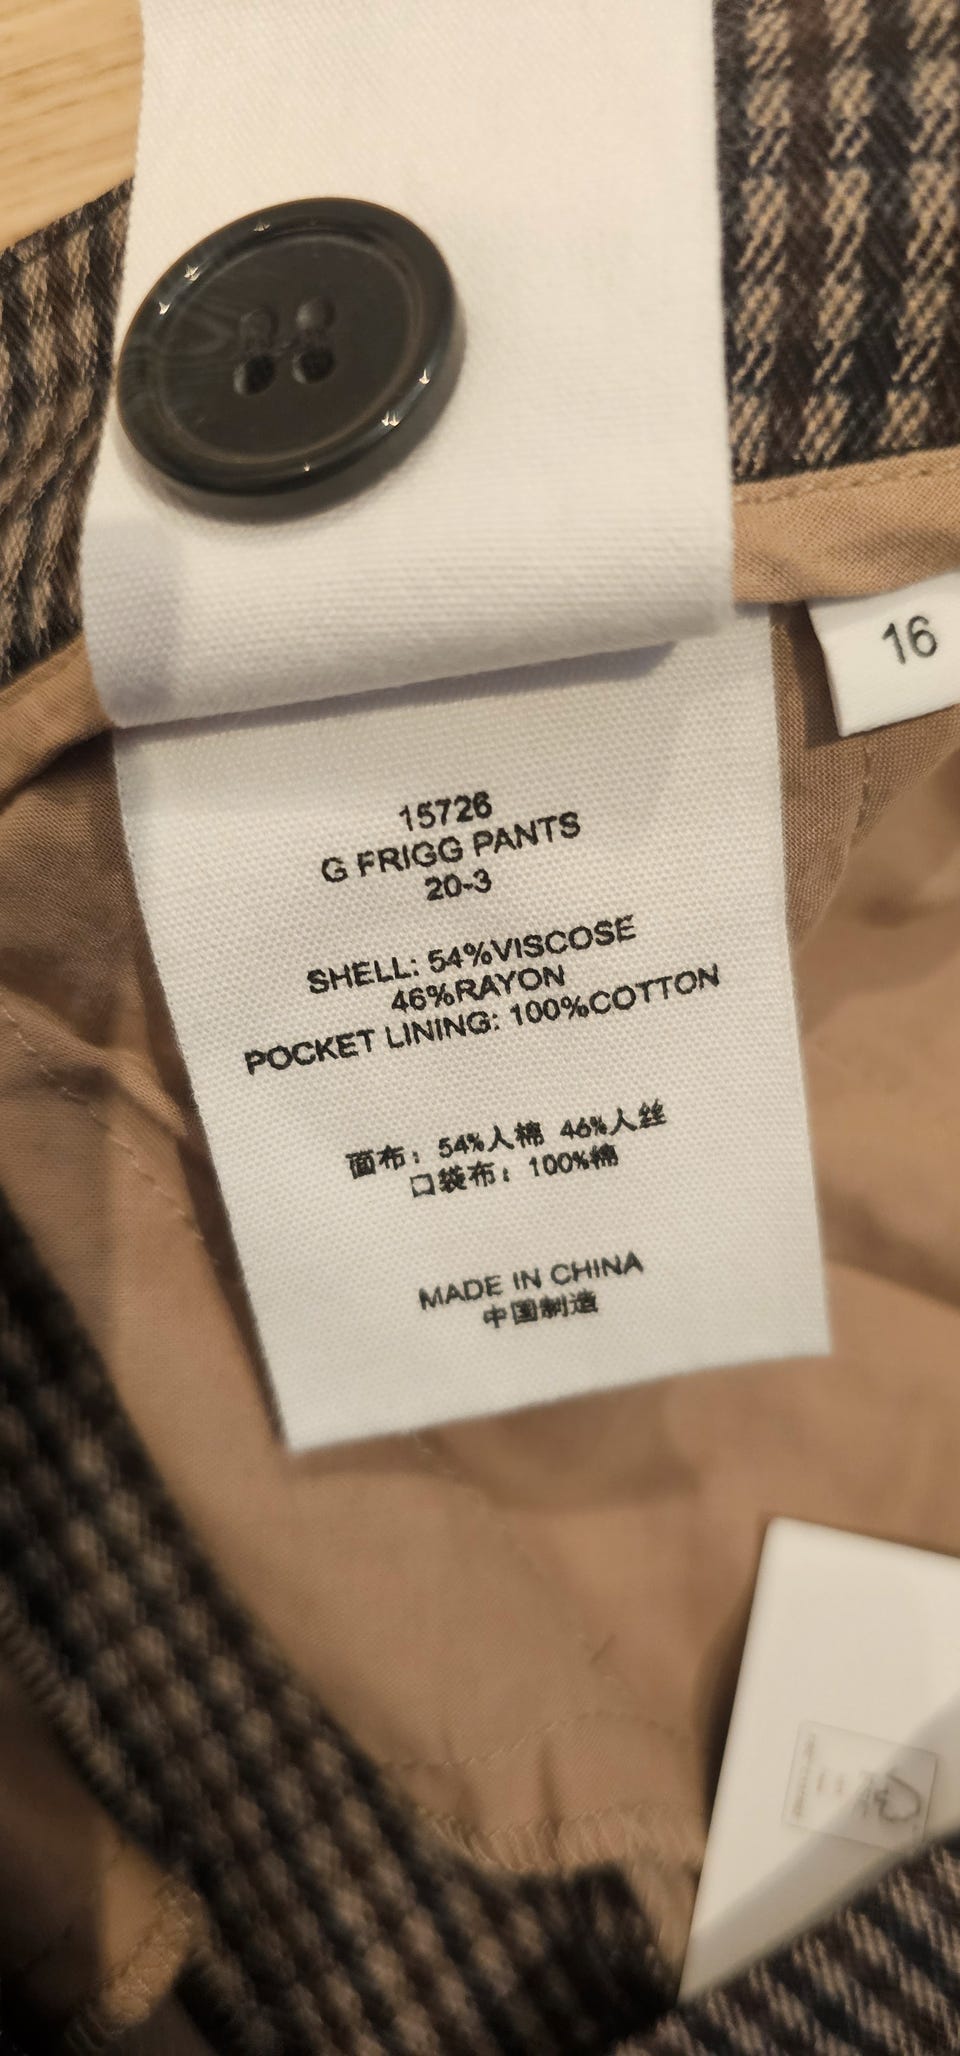 16
15726
G FRIGG PANTS
20-3
SHELL: 54%VISCOSE
46%RAYON
POCKET LINING: 100%COTTON
面布： 54%人棉 46%人丝
口袋布： 100%棉
MADE IN CHINA
中国制造